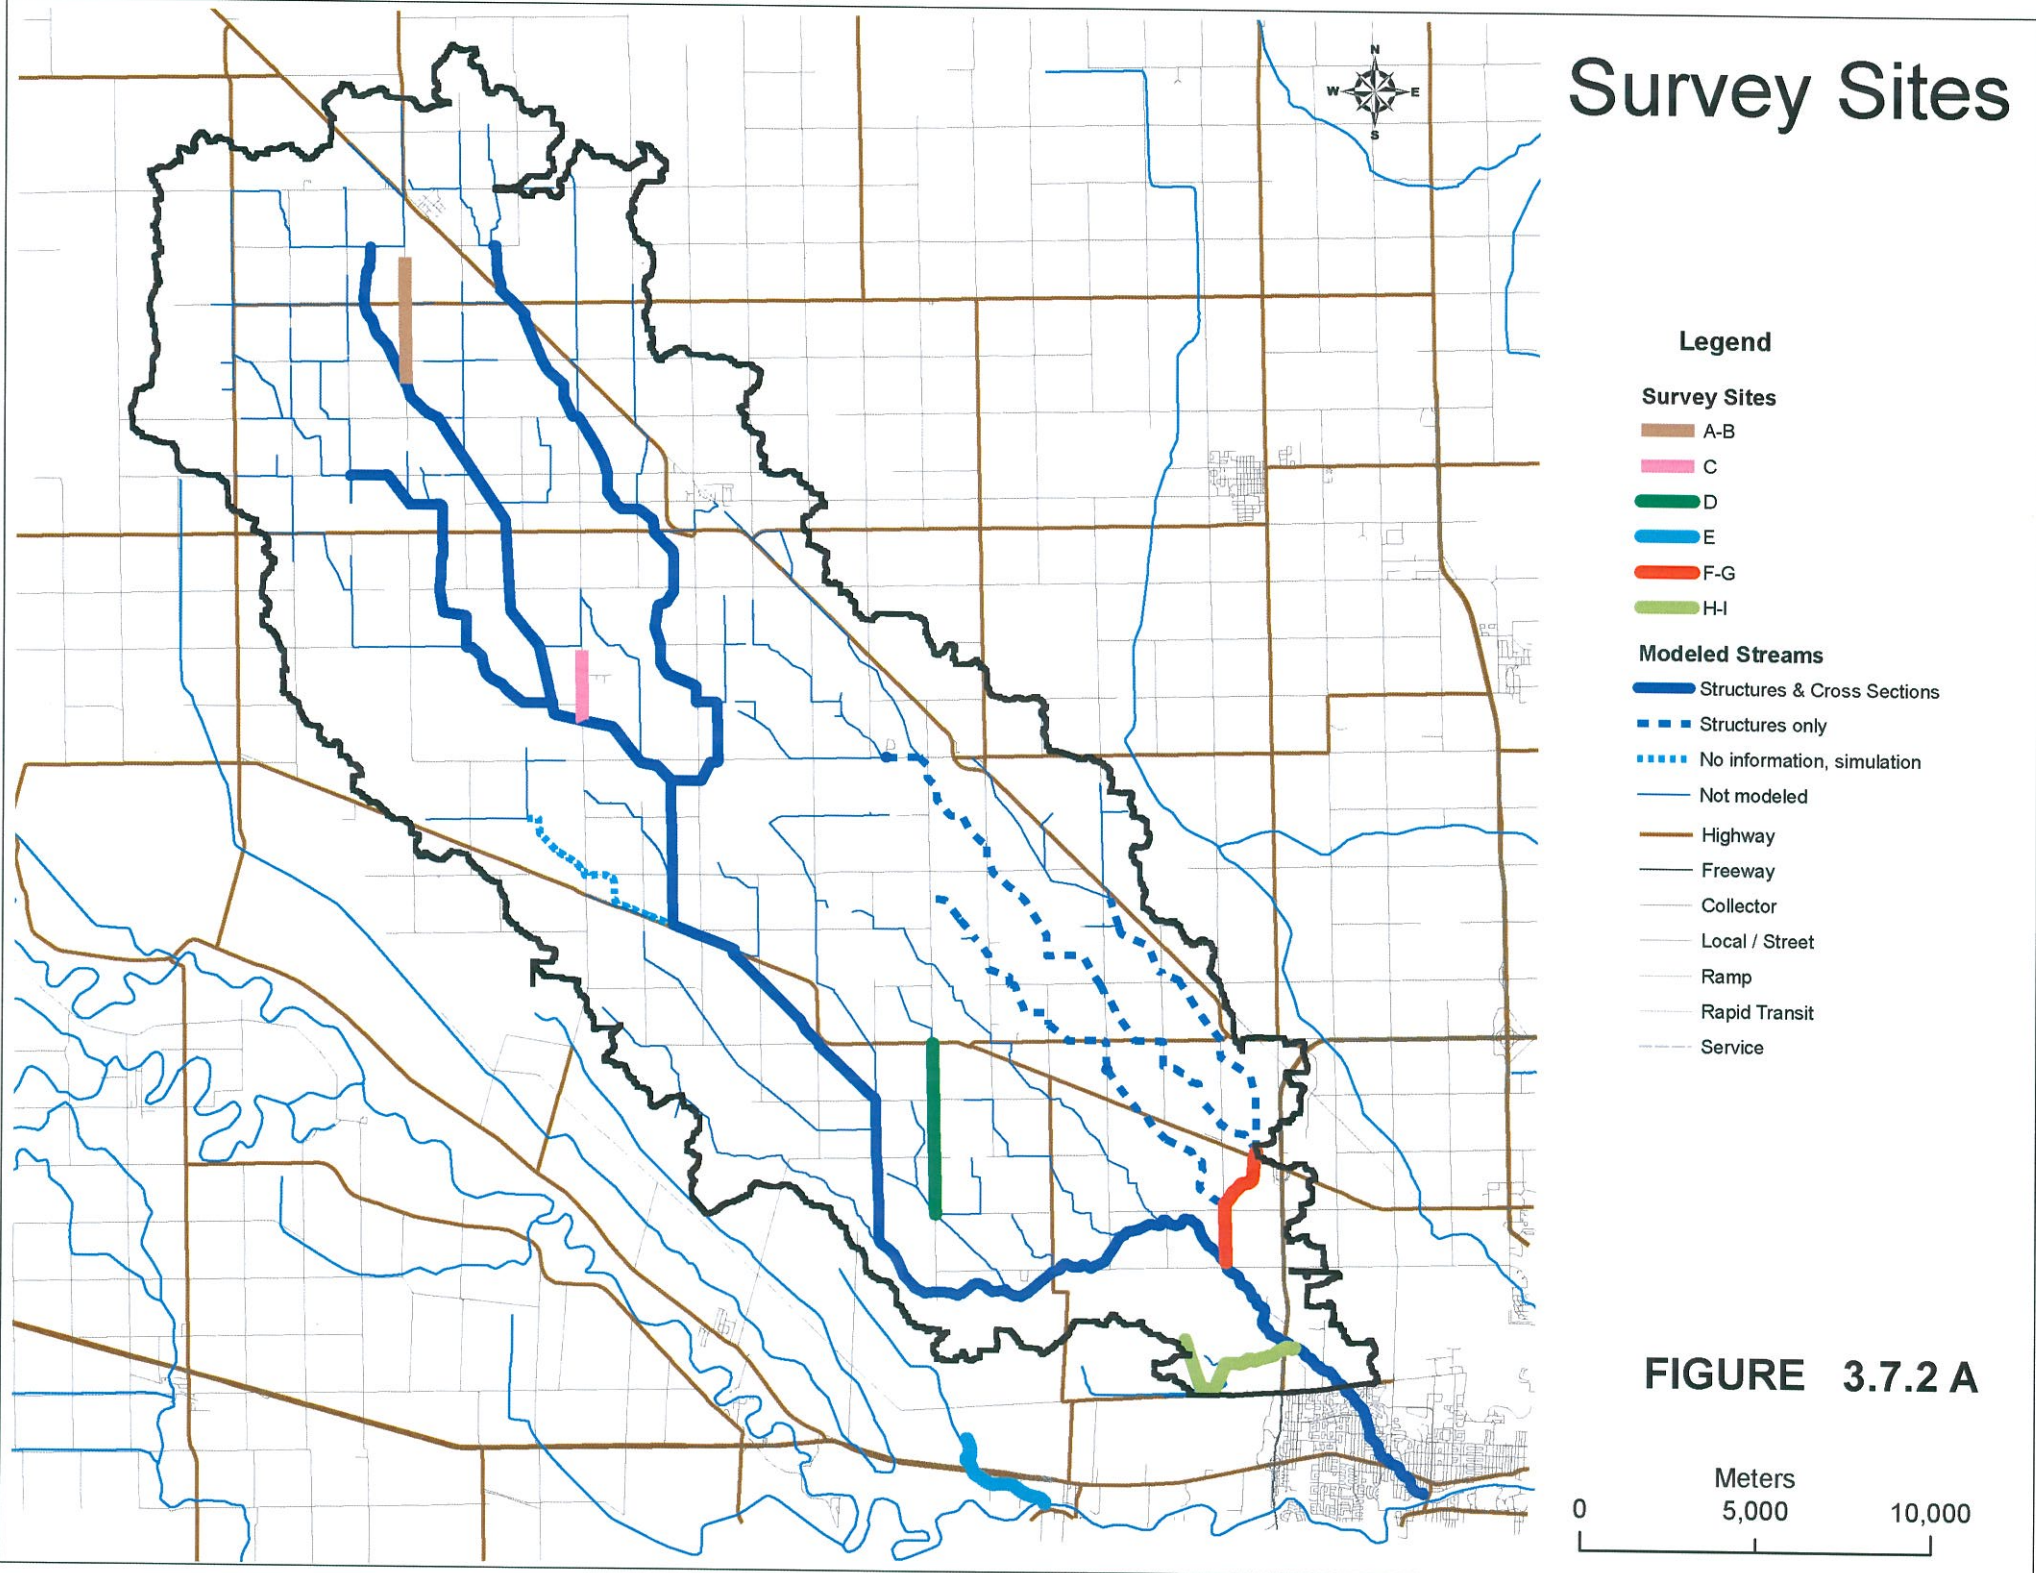 Survey Sites
N
W E
S
Legend
Survey Sites
A-B
C
D
E
F-G
H-I
Modeled Streams
Structures & Cross Sections
Structures only
No information, simulation
Not modeled
Highway
Freeway
Collector
Local / Street
Ramp
Rapid Transit
Service
FIGURE 3.7.2 A
Meters
0 5,000 10,000